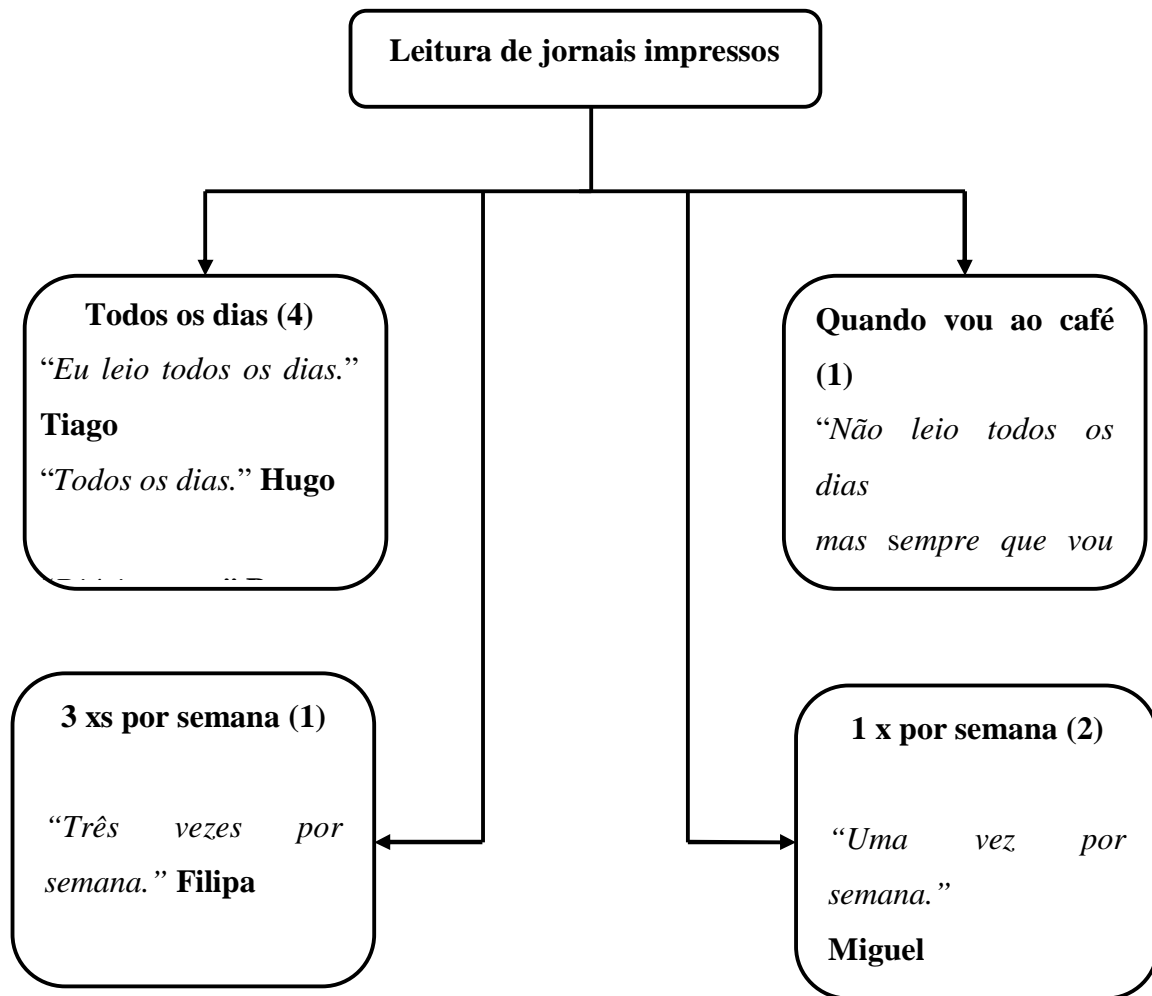 Leitura de jornais impressos
Todos os dias (4)
“Eu leio todos os dias.”
Tiago
“Todos os dias.” Hugo
Quando vou ao café
(1)
“Não leio todos os
dias
mas sempre que vou
3 xs por semana (1)
“Três vezes por
semana.” Filipa
1 x por semana (2)
“Uma vez por
semana.”
Miguel